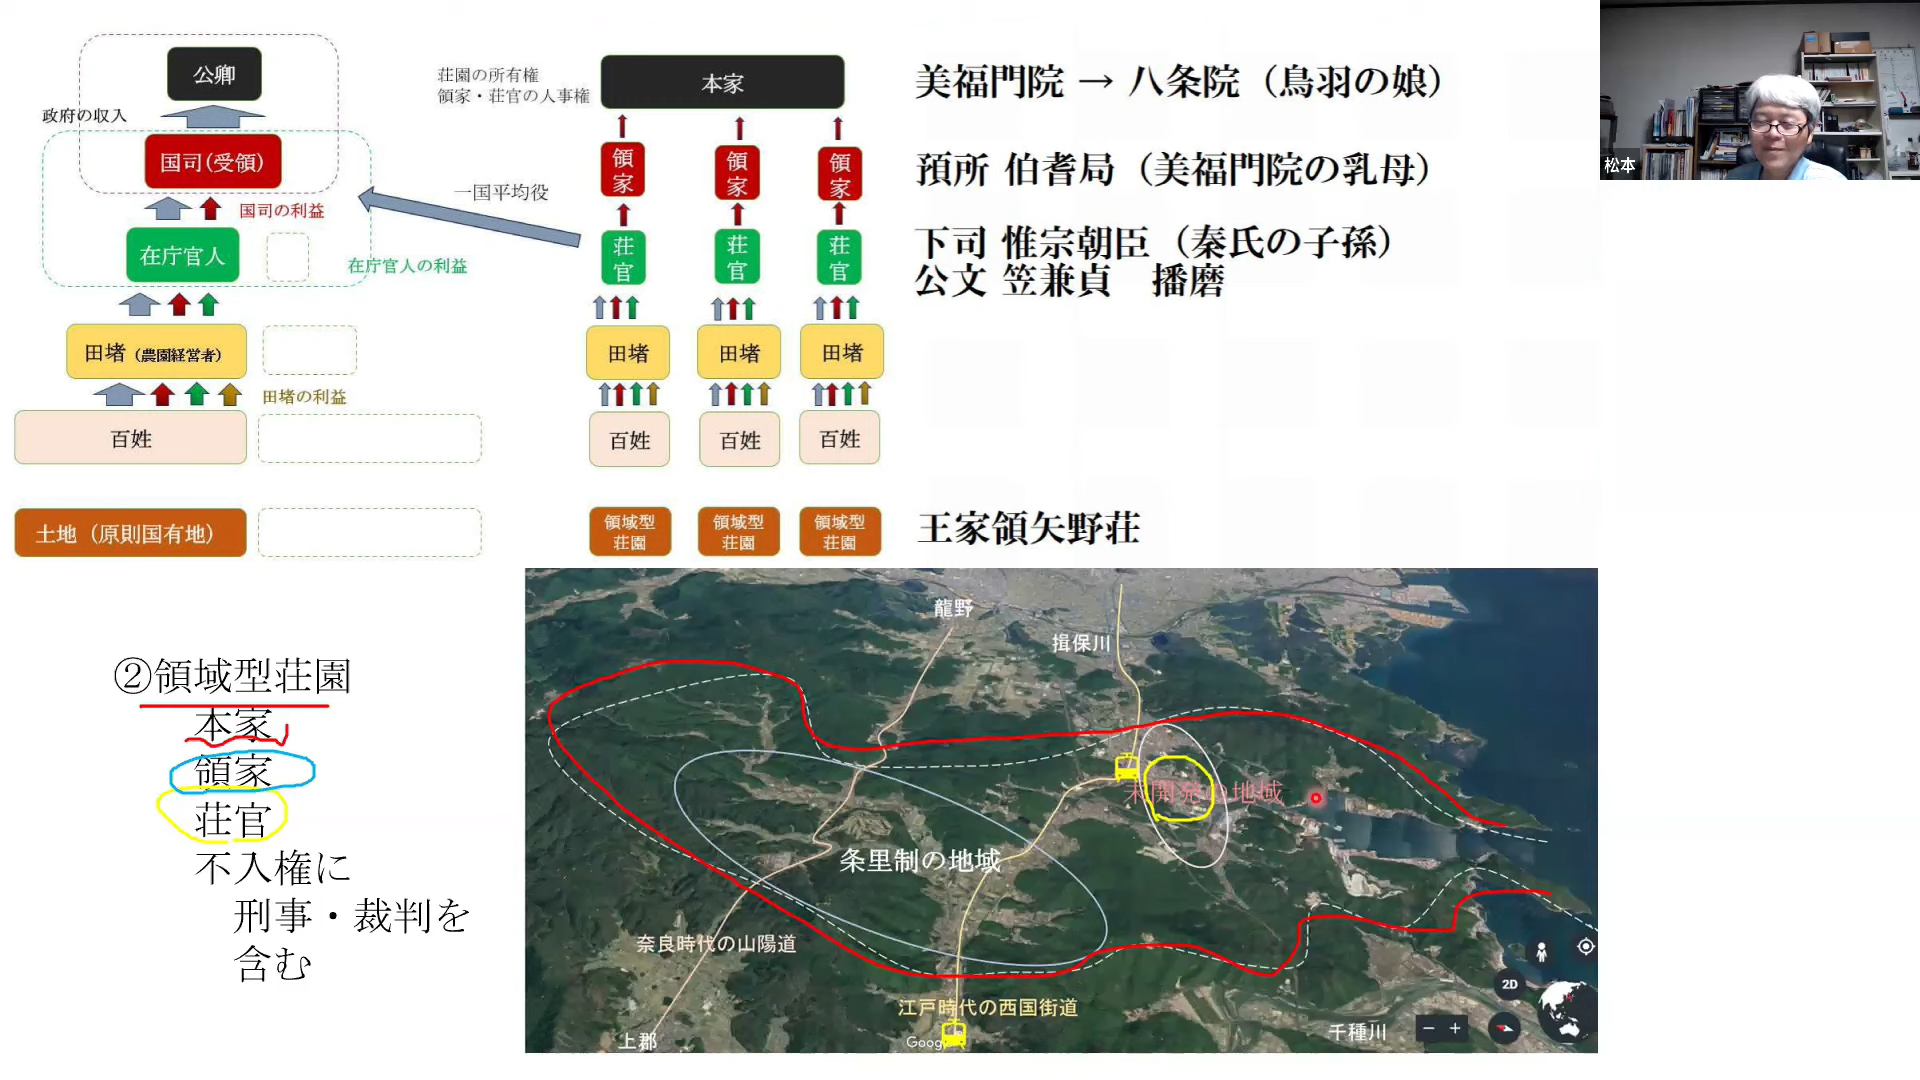 公卿
政府の収入
国司(受領)
国司の利益
在庁官人
在庁官人の利益
田堵(農園経営者)
田堵の利益
百姓
土地(原則国有地)
荘園の所有権
領家・荘官の人事権
一国平均役
本家
領家
領家
領家
荘官
荘官
荘官
田堵
田堵
田堵
百姓
百姓
百姓
領域型
荘園
領域型
荘園
領域型
荘園
美福門院 → 八条院(鳥羽の娘)
預所 伯耆局(美福門院の乳母)
下司 惟宗朝臣(秦氏の子孫)
公文 笠兼貞 播磨
王家領矢野荘
松本
②領域型荘園
本家
領家
荘官
不入権に
刑事・裁判を
含む
龍野
揖保川
未開発の地域
条里制の地域
奈良時代の山陽道
江戸時代の西国街道
上郡
千種川
Google
2D